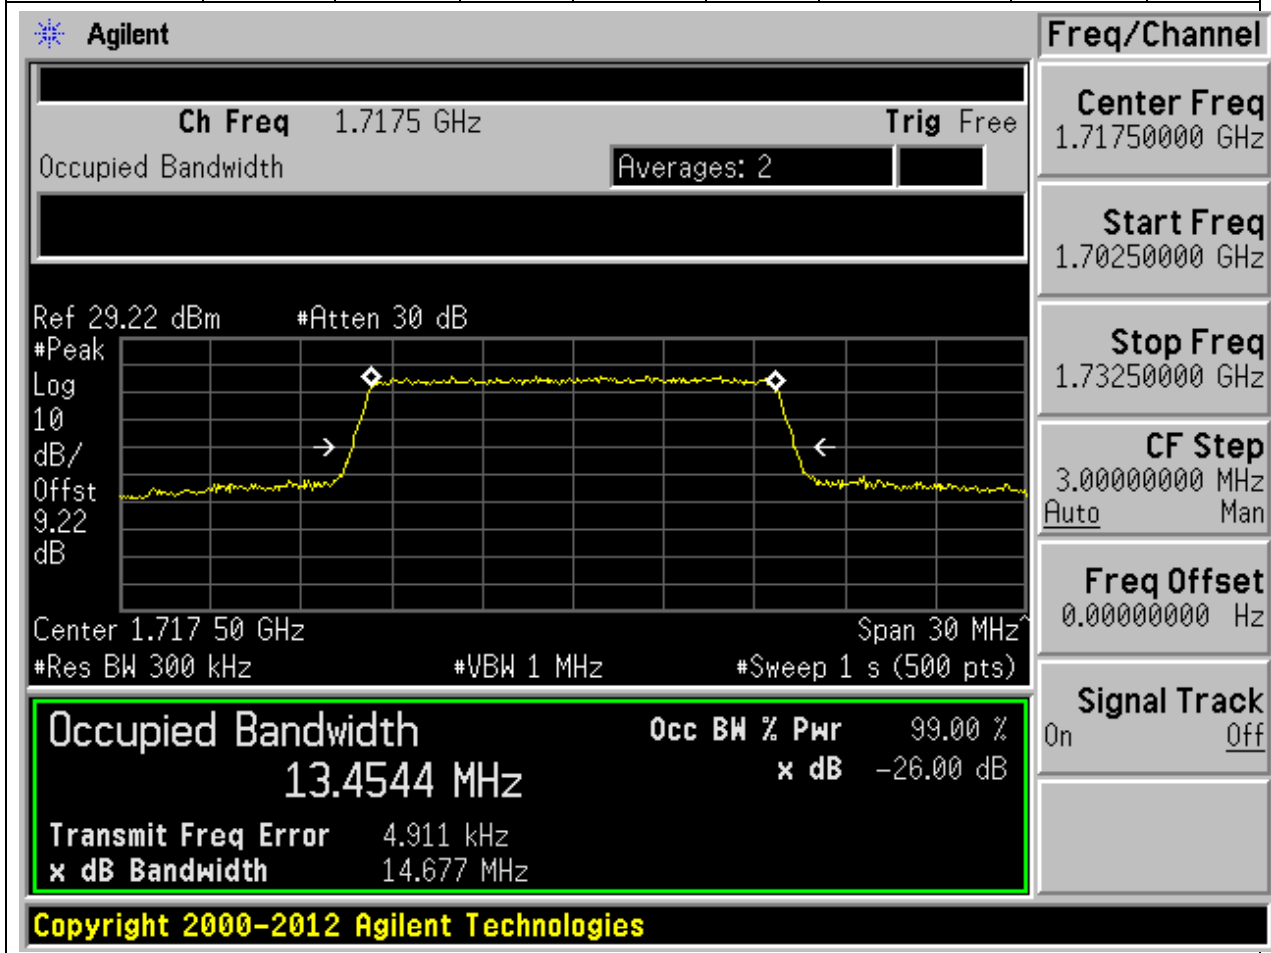 Agilent
Freq/Channel
Ch Freq 1.7175 GHz Trig Free
Occupied Bandwidth Averages: 2
Center Freq
1.71750000 GHz
Start Freq
1.70250000 GHz
Stop Freq
1.73250000 GHz
CF Step
3.00000000 MHz
Auto Man
Freq Offset
0.00000000 Hz
Signal Track
On Off
Ref 29.22 dBm #Atten 30 dB
#Peak
Log
10
dB/
Offst
9.22
dB
Center 1.717 50 GHz Span 30 MHz^
#Res BW 300 kHz #VBW 1 MHz #Sweep 1 s (500 pts)
Occupied Bandwidth Occ BW % Pwr 99.00 %
13.4544 MHz x dB -26.00 dB
Transmit Freq Error 4.911 kHz
x dB Bandwidth 14.677 MHz
Copyright 2000-2012 Agilent Technologies